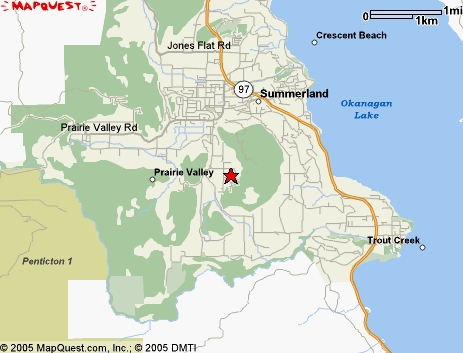 MAPQUEST®
0 1mi
1km
Jones Flat Rd
Crescent Beach
97
Summerland
Okanagan
Lake
Prairie Valley Rd
Prairie Valley
Trout Creek
Penticton 1
© 2005 MapQuest.com, Inc.; © 2005 DMTI